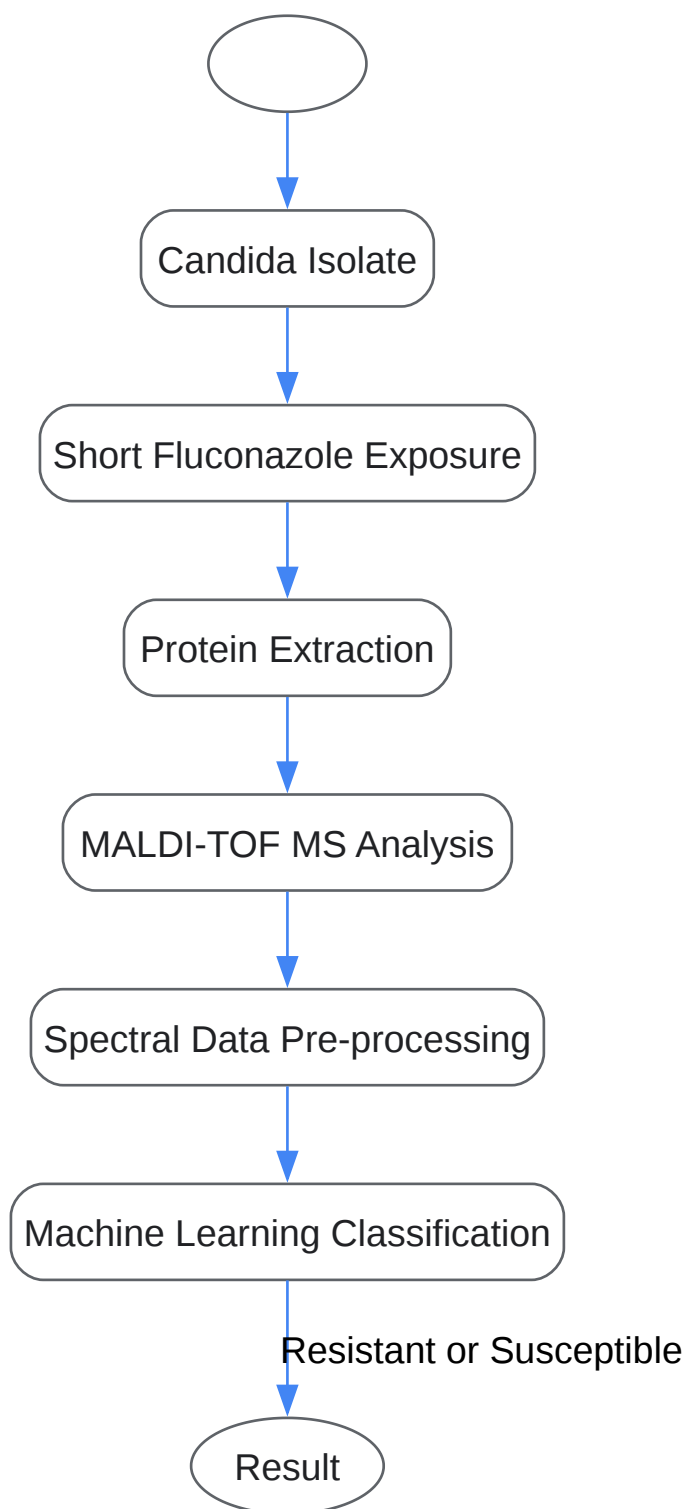 Candida Isolate
Short Fluconazole Exposure
Protein Extraction
MALDI-TOF MS Analysis
Spectral Data Pre-processing
Machine Learning Classification
Resistant or Susceptible
Result